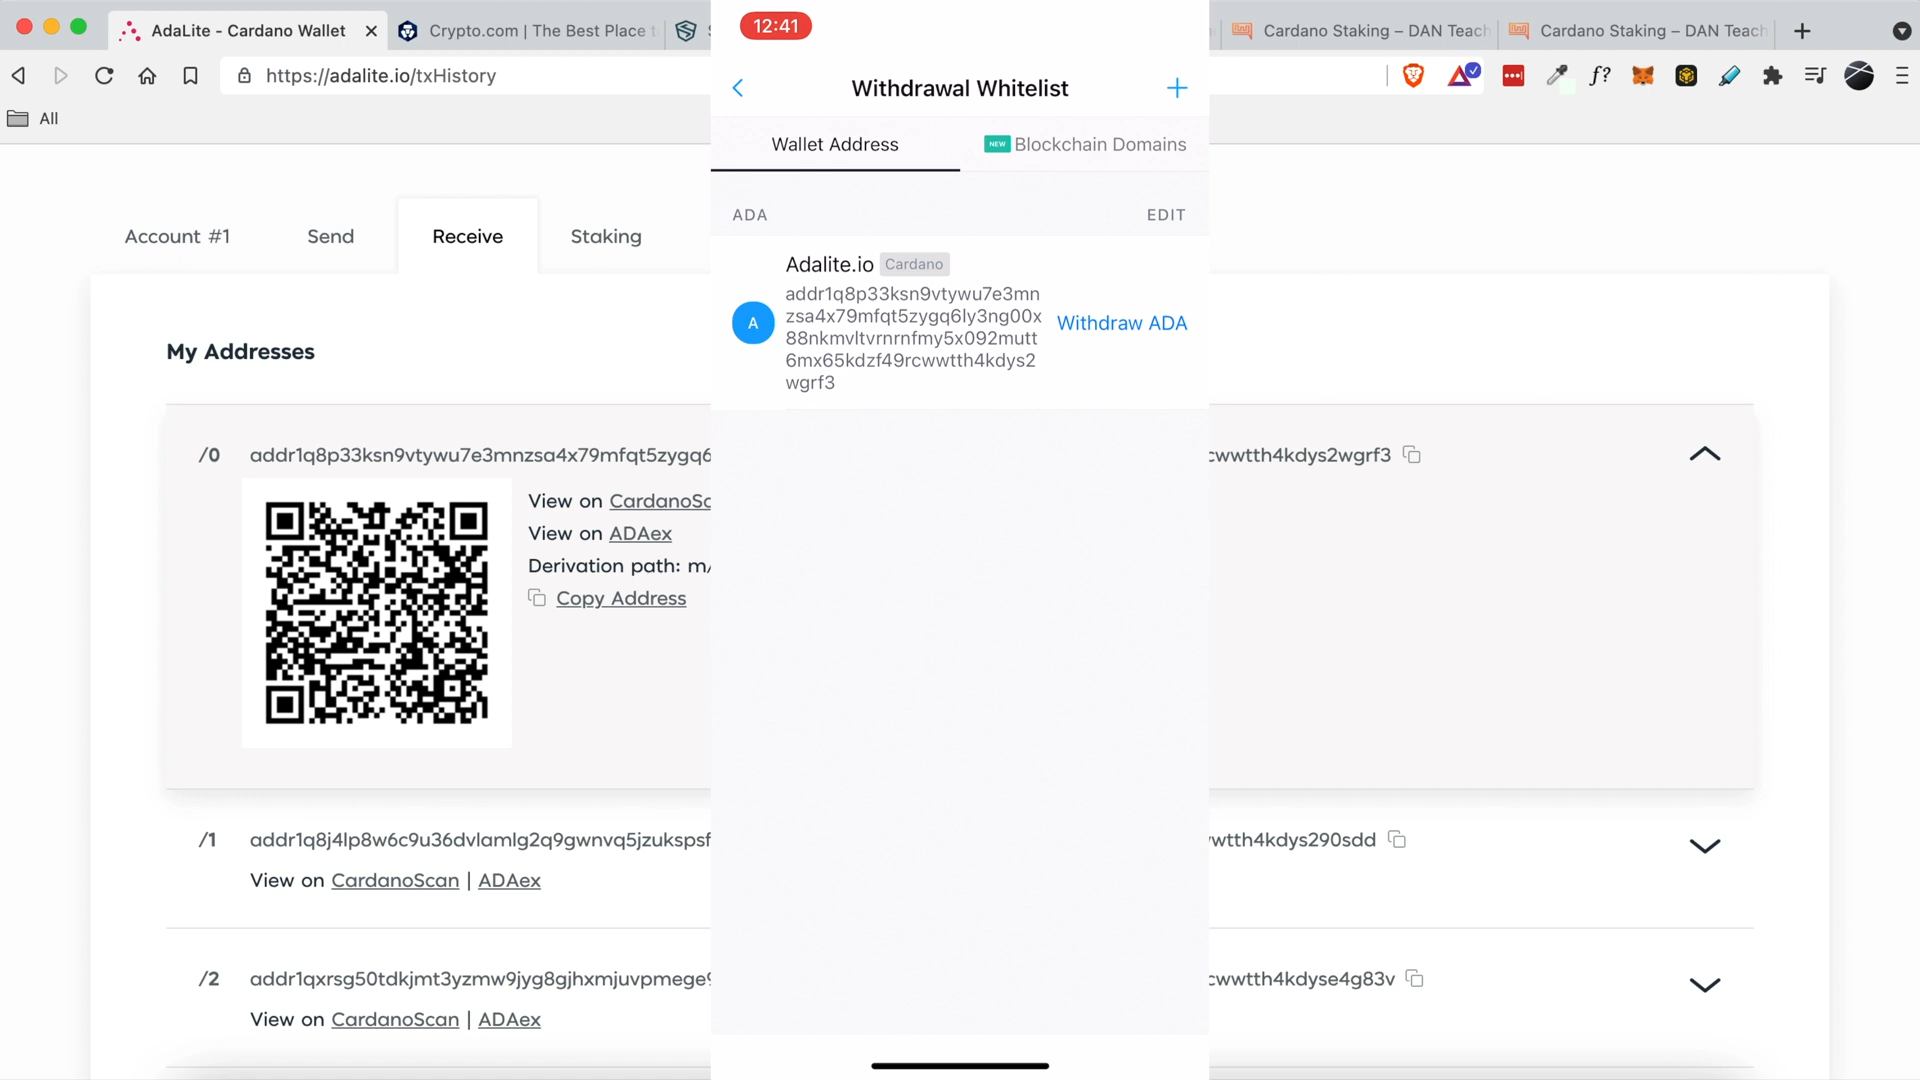 AdaLite - Cardano Wallet
Crypto.com | The Best Place t
Cardano Staking – DAN Teach
Cardano Staking – DAN Teach
https://adalite.io/txHistory
f?
All
12:41
Withdrawal Whitelist
Wallet Address
NEW Blockchain Domains
ADA
EDIT
Adalite.io Cardano
addr1q8p33ksn9vtywu7e3mn
zsa4x79mfqt5zygq6ly3ng00x
88nkmvltvrnrnfmy5x092mutt
6mx65kdzf49rcwwtth4kdys2
wgrf3
A
Withdraw ADA
Account #1
Send
Receive
Staking
My Addresses
/0 addr1q8p33ksn9vtywu7e3mnzsa4x79mfqt5zygq6 cwwtth4kdys2wgrf3
View on CardanoSc
View on ADAex
Derivation path: m/
Copy Address
/1 addr1q8j4lp8w6c9u36dvlamlg2q9gwnvq5jzukspsf wtth4kdys290sdd
View on CardanoScan | ADAex
/2 addr1qxrsg50tdkjmt3yzmw9jyg8gjhxmjuvpmege9 cwwtth4kdyse4g83v
View on CardanoScan | ADAex